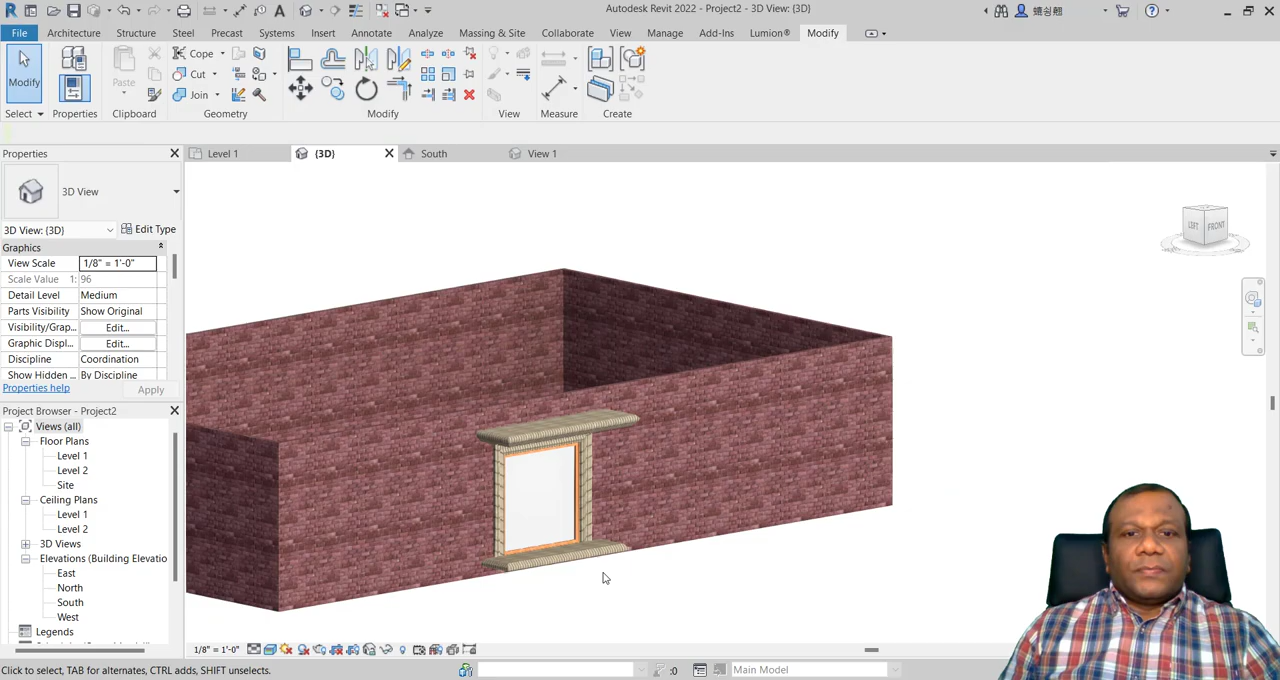 Autodesk Revit 2022 - Project2 - 3D View: {3D}
File Architecture Structure Steel Precast Systems Insert Annotate Analyze Massing & Site Collaborate View Manage Add-Ins Lumion® Modify
Modify Paste Cope Cut Join
Select Properties Clipboard Geometry Modify View Measure Create
Properties
Level 1 {3D} South View 1
3D View
3D View: {3D} Edit Type
Graphics
View Scale 1/8" = 1'-0"
Scale Value 1: 96
Detail Level Medium
Parts Visibility Show Original
Visibility/Grap... Edit...
Graphic Displ... Edit...
Discipline Coordination
Show Hidden ... By Discipline
Properties help Apply
Project Browser - Project2
Views (all)
Floor Plans
Level 1
Level 2
Site
Ceiling Plans
Level 1
Level 2
3D Views
Elevations (Building Elevatio
East
North
South
West
Legends
LEFT FRONT
1/8" = 1'-0"
Click to select, TAB for alternates, CTRL adds, SHIFT unselects.
:0 Main Model